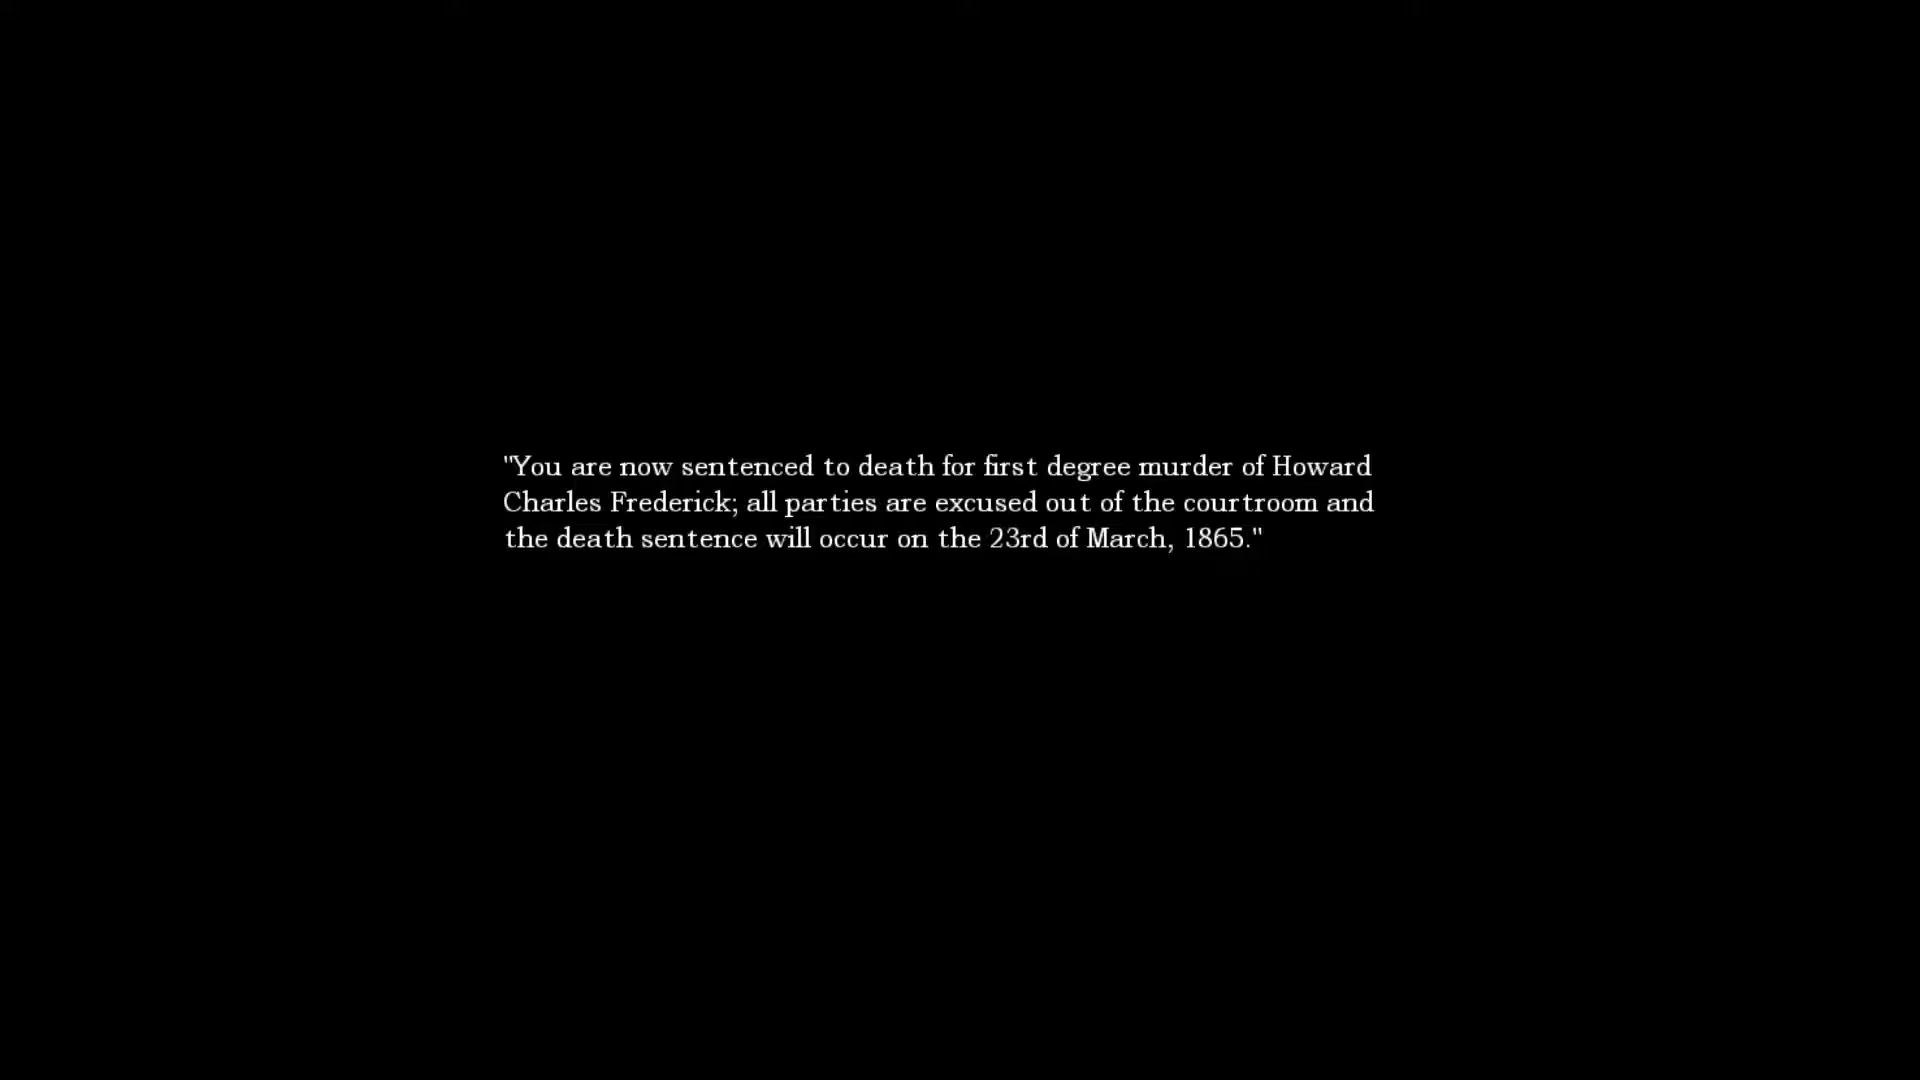 "You are now sentenced to death for first degree murder of Howard
Charles Frederick; all parties are excused out of the courtroom and
the death sentence will occur on the 23rd of March, 1865."